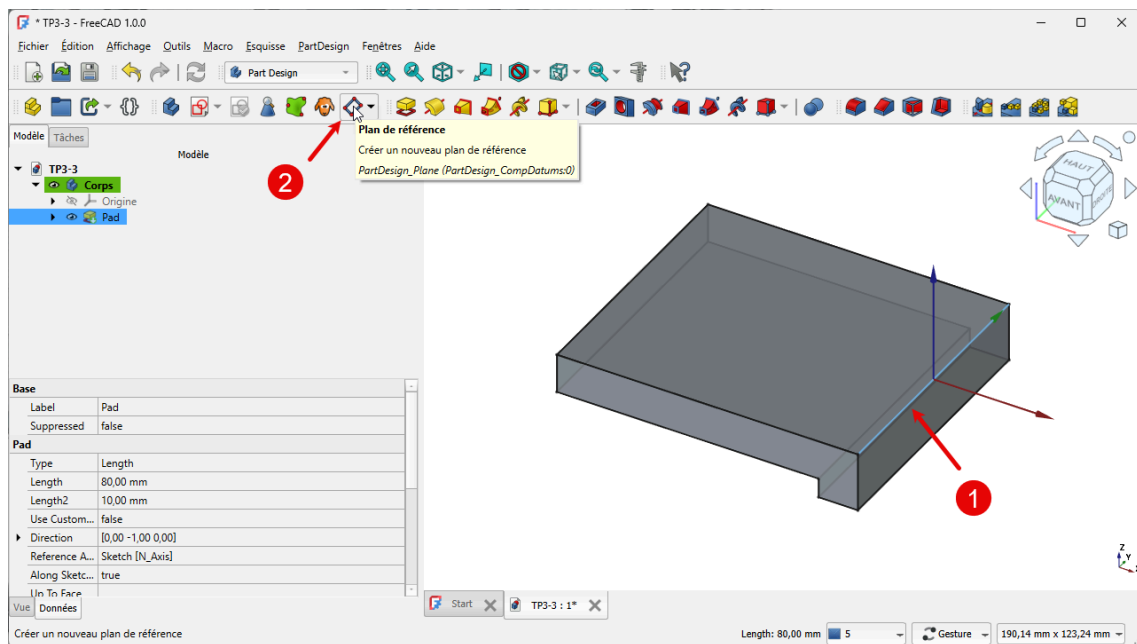 * TP3-3 - FreeCAD 1.0.0
Fichier Édition Affichage Outils Macro Esquisse PartDesign Fenêtres Aide
Part Design
Modèle Tâches
Plan de référence
Créer un nouveau plan de référence
PartDesign_Plane (PartDesign_CompDatums:0)
Modèle
TP3-3
Corps
Origine
Pad
2
HAUT
AVANT
DROITE
1
Base
Label Pad
Suppressed false
Pad
Type Length
Length 80,00 mm
Length2 10,00 mm
Use Custom... false
Direction [0,00 -1,00 0,00]
Reference A... Sketch [N_Axis]
Along Sketc... true
Up To Face
Z
Y
Vue Données
Start TP3-3 : 1*
Créer un nouveau plan de référence
Length: 80,00 mm 5 Gesture 190,14 mm x 123,24 mm